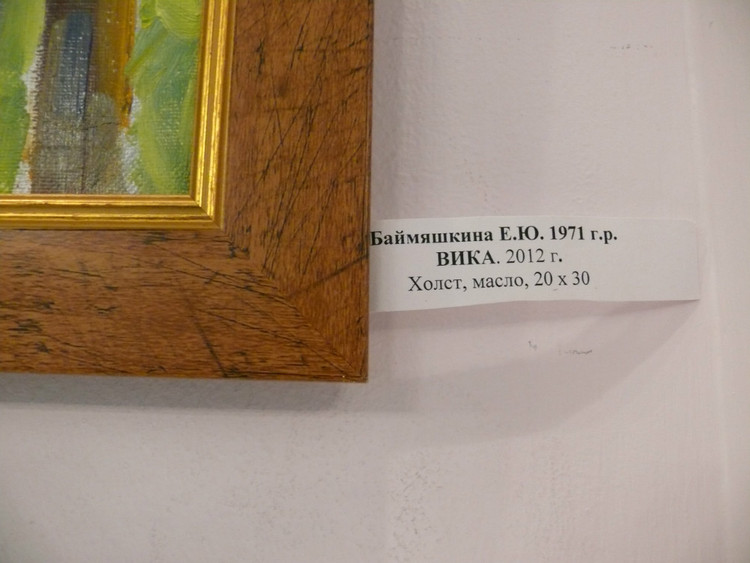 Баймяшкина Е.Ю. 1971 г.р.
ВИКА. 2012 г.
Холст, масло, 20 x 30